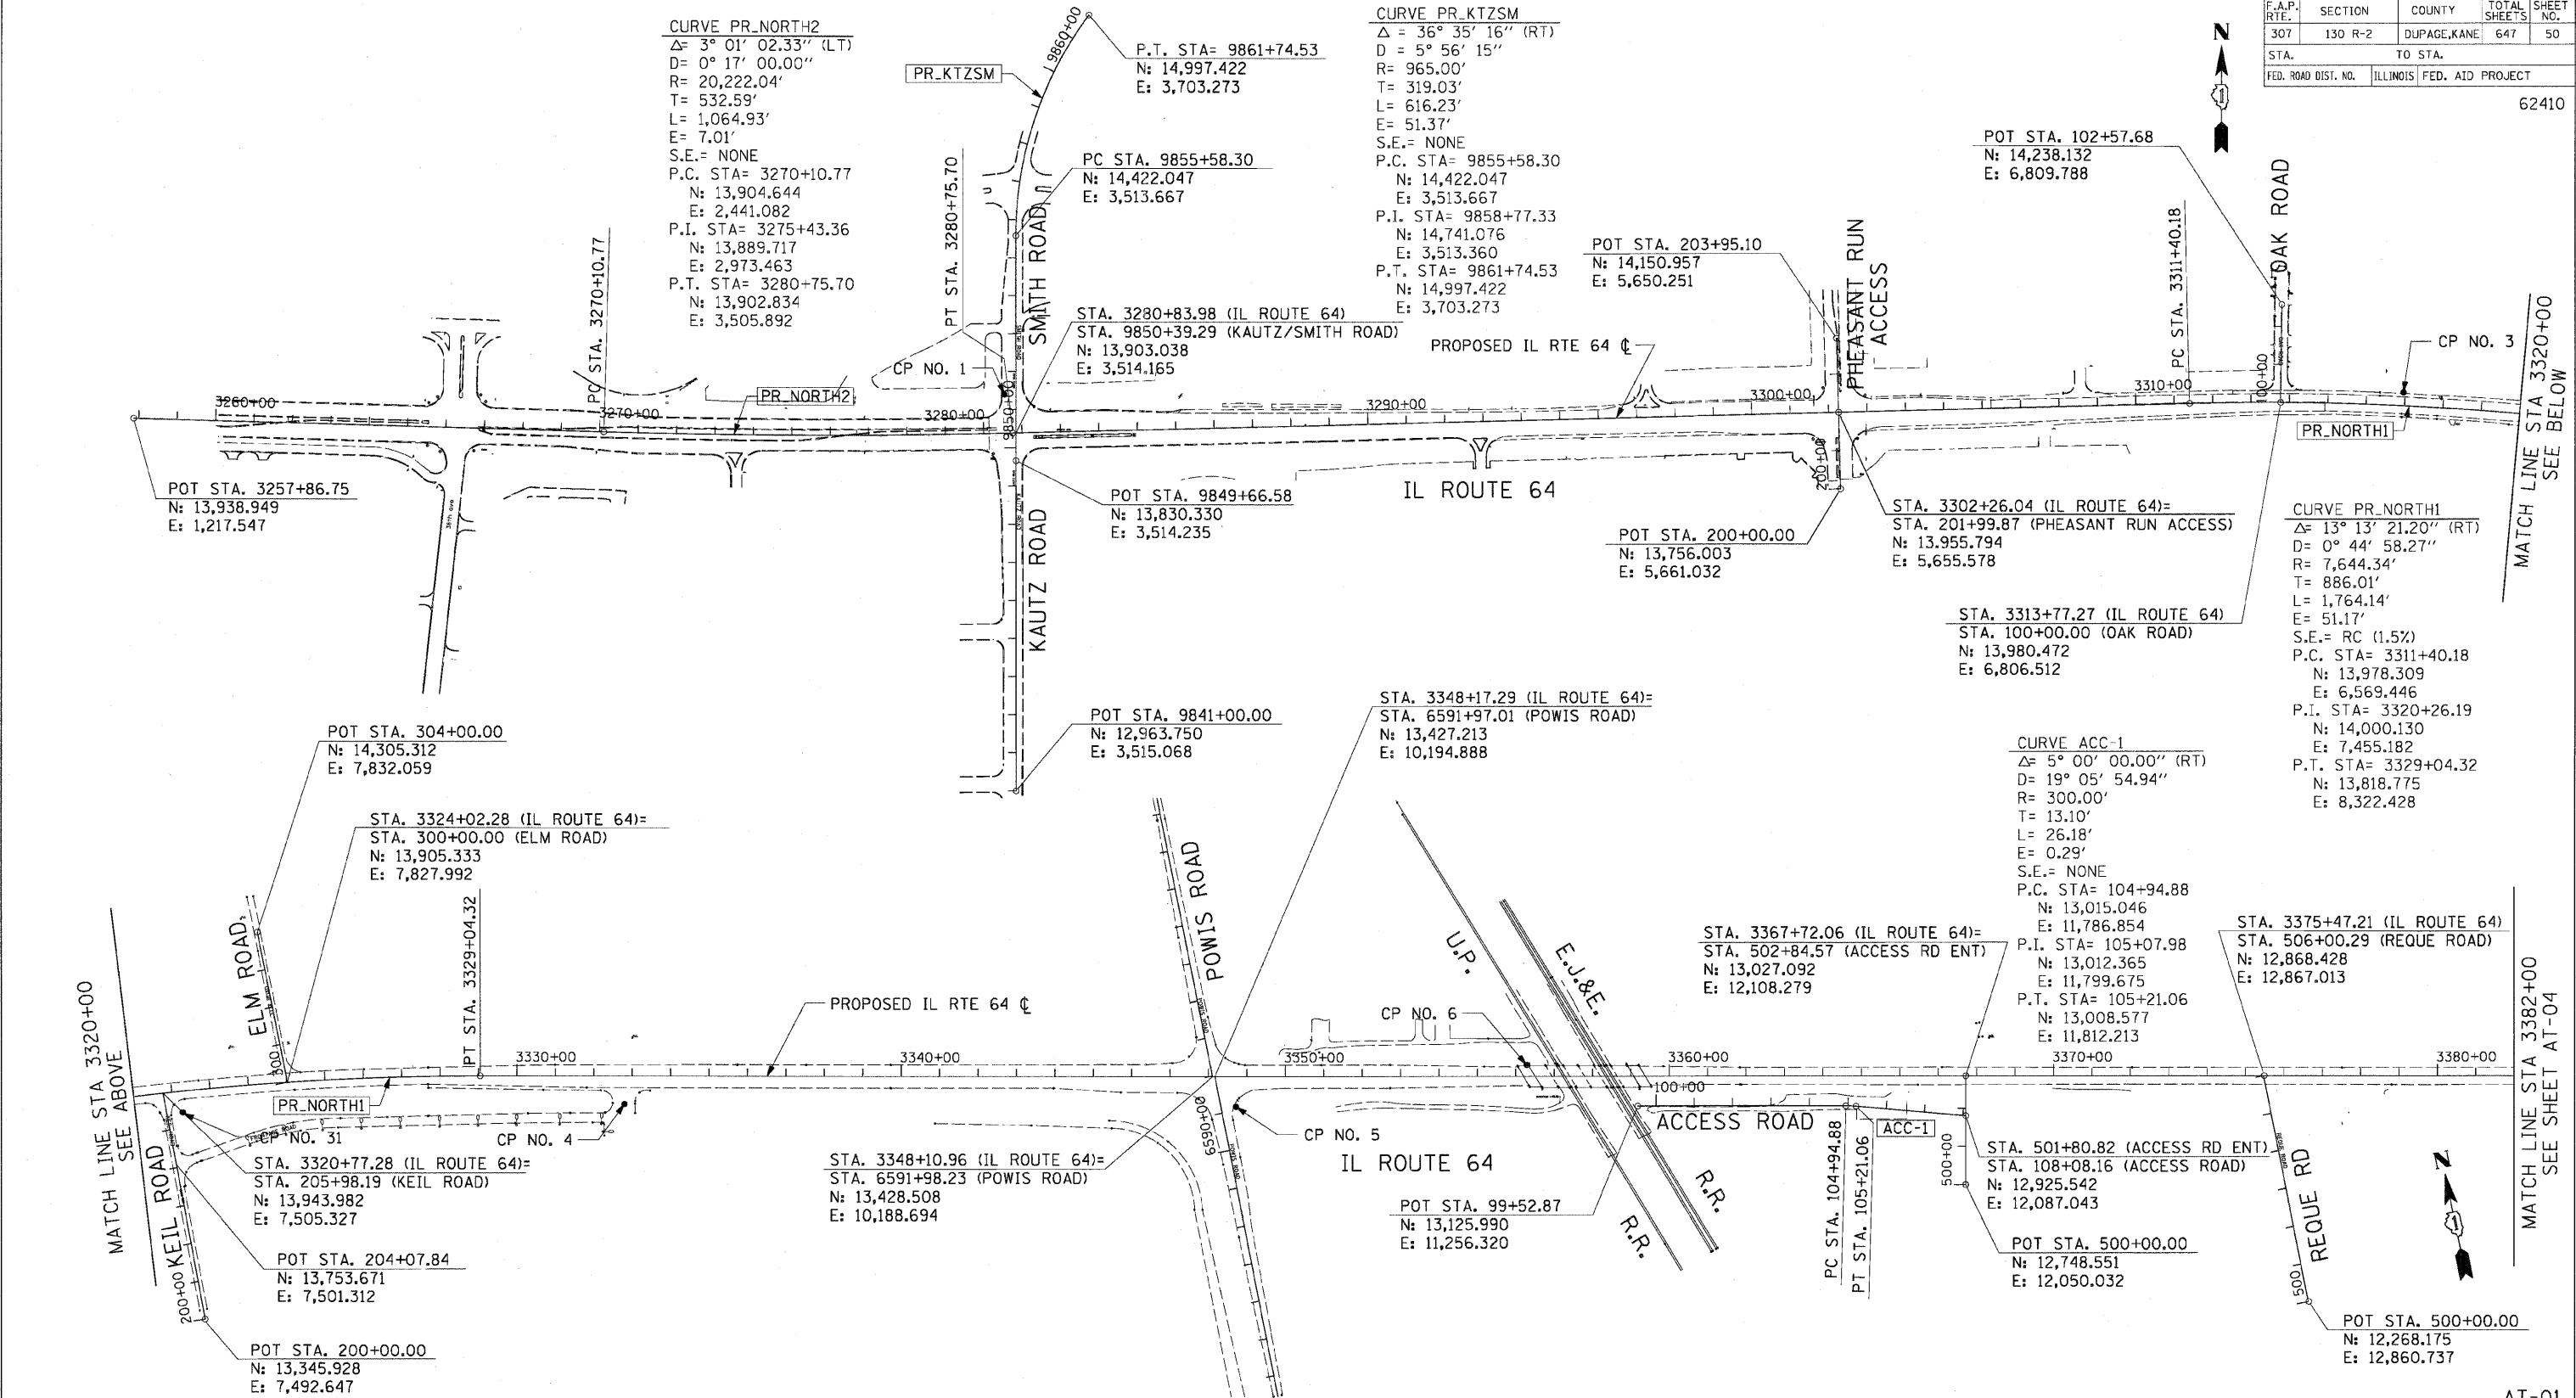 F.A.P. RTE. SECTION COUNTY TOTAL SHEETS SHEET NO.
307 130 R-2 DUPAGE,KANE 647 50
STA. TO STA.
FED. ROAD DIST. NO. ILLINOIS FED. AID PROJECT
62410
N
CURVE PR_NORTH2
Δ= 3° 01' 02.33" (LT)
D= 0° 17' 00.00"
R= 20,222.04'
T= 532.59'
L= 1,064.93'
E= 7.01'
S.E.= NONE
P.C. STA= 3270+10.77
N: 13,904.644
E: 2,441.082
P.I. STA= 3275+43.36
N: 13,889.717
E: 2,973.463
P.T. STA= 3280+75.70
N: 13,902.834
E: 3,505.892
PR_KTZSM
9860+00
P.T. STA= 9861+74.53
N: 14,997.422
E: 3,703.273
PC STA. 9855+58.30
N: 14,422.047
E: 3,513.667
CURVE PR_KTZSM
Δ = 36° 35' 16" (RT)
D = 5° 56' 15"
R= 965.00'
T= 319.03'
L= 616.23'
E= 51.37'
S.E.= NONE
P.C. STA= 9855+58.30
N: 14,422.047
E: 3,513.667
P.I. STA= 9858+77.33
N: 14,741.076
E: 3,513.360
P.T. STA= 9861+74.53
N: 14,997.422
E: 3,703.273
POT STA. 102+57.68
N: 14,238.132
E: 6,809.788
PC STA. 3270+10.77
PT STA. 3280+75.70
SMITH ROAD
STA. 3280+83.98 (IL ROUTE 64)
STA. 9850+39.29 (KAUTZ/SMITH ROAD)
N: 13,903.038
E: 3,514.165
POT STA. 203+95.10
N: 14,150.957
E: 5,650.251
PHEASANT RUN
ACCESS
PC STA. 3311+40.18
OAK ROAD
MATCH LINE STA 3320+00
SEE BELOW
CP NO. 1
PROPOSED IL RTE 64 ℄
CP NO. 3
3260+00
3270+00
PR_NORTH2
3280+00
9850+00
3290+00
3300+00
3310+00
100+00
PR_NORTH1
POT STA. 3257+86.75
N: 13,938.949
E: 1,217.547
38TH AVE
POT STA. 9849+66.58
N: 13,830.330
E: 3,514.235
IL ROUTE 64
200+00
POT STA. 200+00.00
N: 13,756.003
E: 5,661.032
STA. 3302+26.04 (IL ROUTE 64)=
STA. 201+99.87 (PHEASANT RUN ACCESS)
N: 13.955.794
E: 5,655.578
CURVE PR_NORTH1
Δ= 13° 13' 21.20" (RT)
D= 0° 44' 58.27"
R= 7,644.34'
T= 886.01'
L= 1,764.14'
E= 51.17'
S.E.= RC (1.5%)
P.C. STA= 3311+40.18
N: 13,978.309
E: 6,569.446
P.I. STA= 3320+26.19
N: 14,000.130
E: 7,455.182
P.T. STA= 3329+04.32
N: 13,818.775
E: 8,322.428
KAUTZ ROAD
STA. 3313+77.27 (IL ROUTE 64)
STA. 100+00.00 (OAK ROAD)
N: 13,980.472
E: 6,806.512
POT STA. 9841+00.00
N: 12,963.750
E: 3,515.068
STA. 3348+17.29 (IL ROUTE 64)=
STA. 6591+97.01 (POWIS ROAD)
N: 13,427.213
E: 10,194.888
POT STA. 304+00.00
N: 14,305.312
E: 7,832.059
STA. 3324+02.28 (IL ROUTE 64)=
STA. 300+00.00 (ELM ROAD)
N: 13,905.333
E: 7,827.992
CURVE ACC-1
Δ= 5° 00' 00.00" (RT)
D= 19° 05' 54.94"
R= 300.00'
T= 13.10'
L= 26.18'
E= 0.29'
S.E.= NONE
P.C. STA= 104+94.88
N: 13,015.046
E: 11,786.854
P.I. STA= 105+07.98
N: 13,012.365
E: 11,799.675
P.T. STA= 105+21.06
N: 13,008.577
E: 11,812.213
MATCH LINE STA 3320+00
SEE ABOVE
ELM ROAD
PT STA. 3329+04.32
POWIS ROAD
U.P.
E.J.&E.
STA. 3367+72.06 (IL ROUTE 64)=
STA. 502+84.57 (ACCESS RD ENT)
N: 13,027.092
E: 12,108.279
STA. 3375+47.21 (IL ROUTE 64)
STA. 506+00.29 (REQUE ROAD)
N: 12,868.428
E: 12,867.013
MATCH LINE STA 3382+00
SEE SHEET AT-04
PROPOSED IL RTE 64 ℄
CP NO. 6
300+
3330+00
3340+00
3350+00
3360+00
3370+00
3380+00
PR_NORTH1
100+00
CP NO. 31
CP NO. 4
6590+00
CP NO. 5
ACCESS ROAD
ACC-1
KEIL ROAD
STA. 3320+77.28 (IL ROUTE 64)=
STA. 205+98.19 (KEIL ROAD)
N: 13,943.982
E: 7,505.327
STA. 3348+10.96 (IL ROUTE 64)=
STA. 6591+98.23 (POWIS ROAD)
N: 13,428.508
E: 10,188.694
IL ROUTE 64
R.R.
R.R.
PC STA. 104+94.88
PT STA. 105+21.06
500+00
STA. 501+80.82 (ACCESS RD ENT)
STA. 108+08.16 (ACCESS ROAD)
N: 12,925.542
E: 12,087.043
REQUE RD
N
POT STA. 99+52.87
N: 13,125.990
E: 11,256.320
POT STA. 204+07.84
N: 13,753.671
E: 7,501.312
POT STA. 500+00.00
N: 12,748.551
E: 12,050.032
200+00
500
POT STA. 200+00.00
N: 13,345.928
E: 7,492.647
POT STA. 500+00.00
N: 12,268.175
E: 12,860.737
AT-01